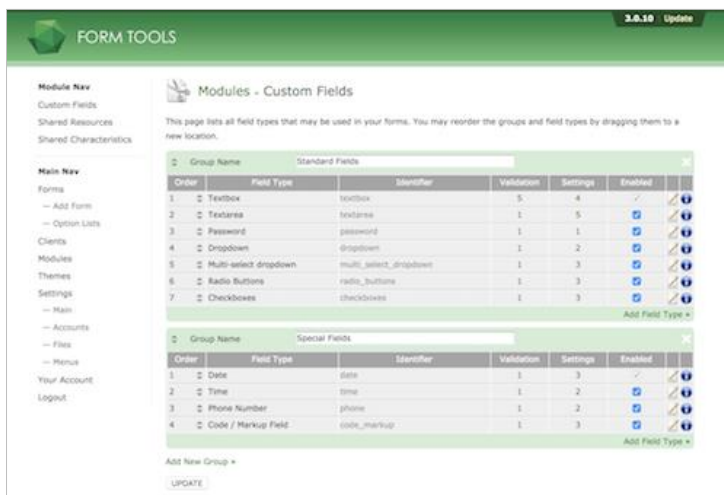 3.0.10 Update
FORM TOOLS
Module Nav
Custom Fields
Shared Resources
Shared Characteristics
Main Nav
Forms
— Add Form
— Option Lists
Clients
Modules
Themes
Settings
— Main
— Accounts
— Files
— Menus
Your Account
Logout
Modules - Custom Fields
This page lists all field types that may be used in your forms. You may reorder the groups and field types by dragging them to a
new location.
Group Name Standard Fields
Order Field Type Identifier Validation Settings Enabled
1 Textbox textbox 5 4
2 Textarea textarea 1 5
3 Password password 1 1
4 Dropdown dropdown 1 2
5 Multi-select dropdown multi_select_dropdown 1 3
6 Radio Buttons radio_buttons 1 3
7 Checkboxes checkboxes 1 3
Add Field Type »
Group Name Special Fields
Order Field Type Identifier Validation Settings Enabled
1 Date date 1 3
2 Time time 1 2
3 Phone Number phone 1 2
4 Code / Markup Field code_markup 1 3
Add Field Type »
Add New Group »
UPDATE